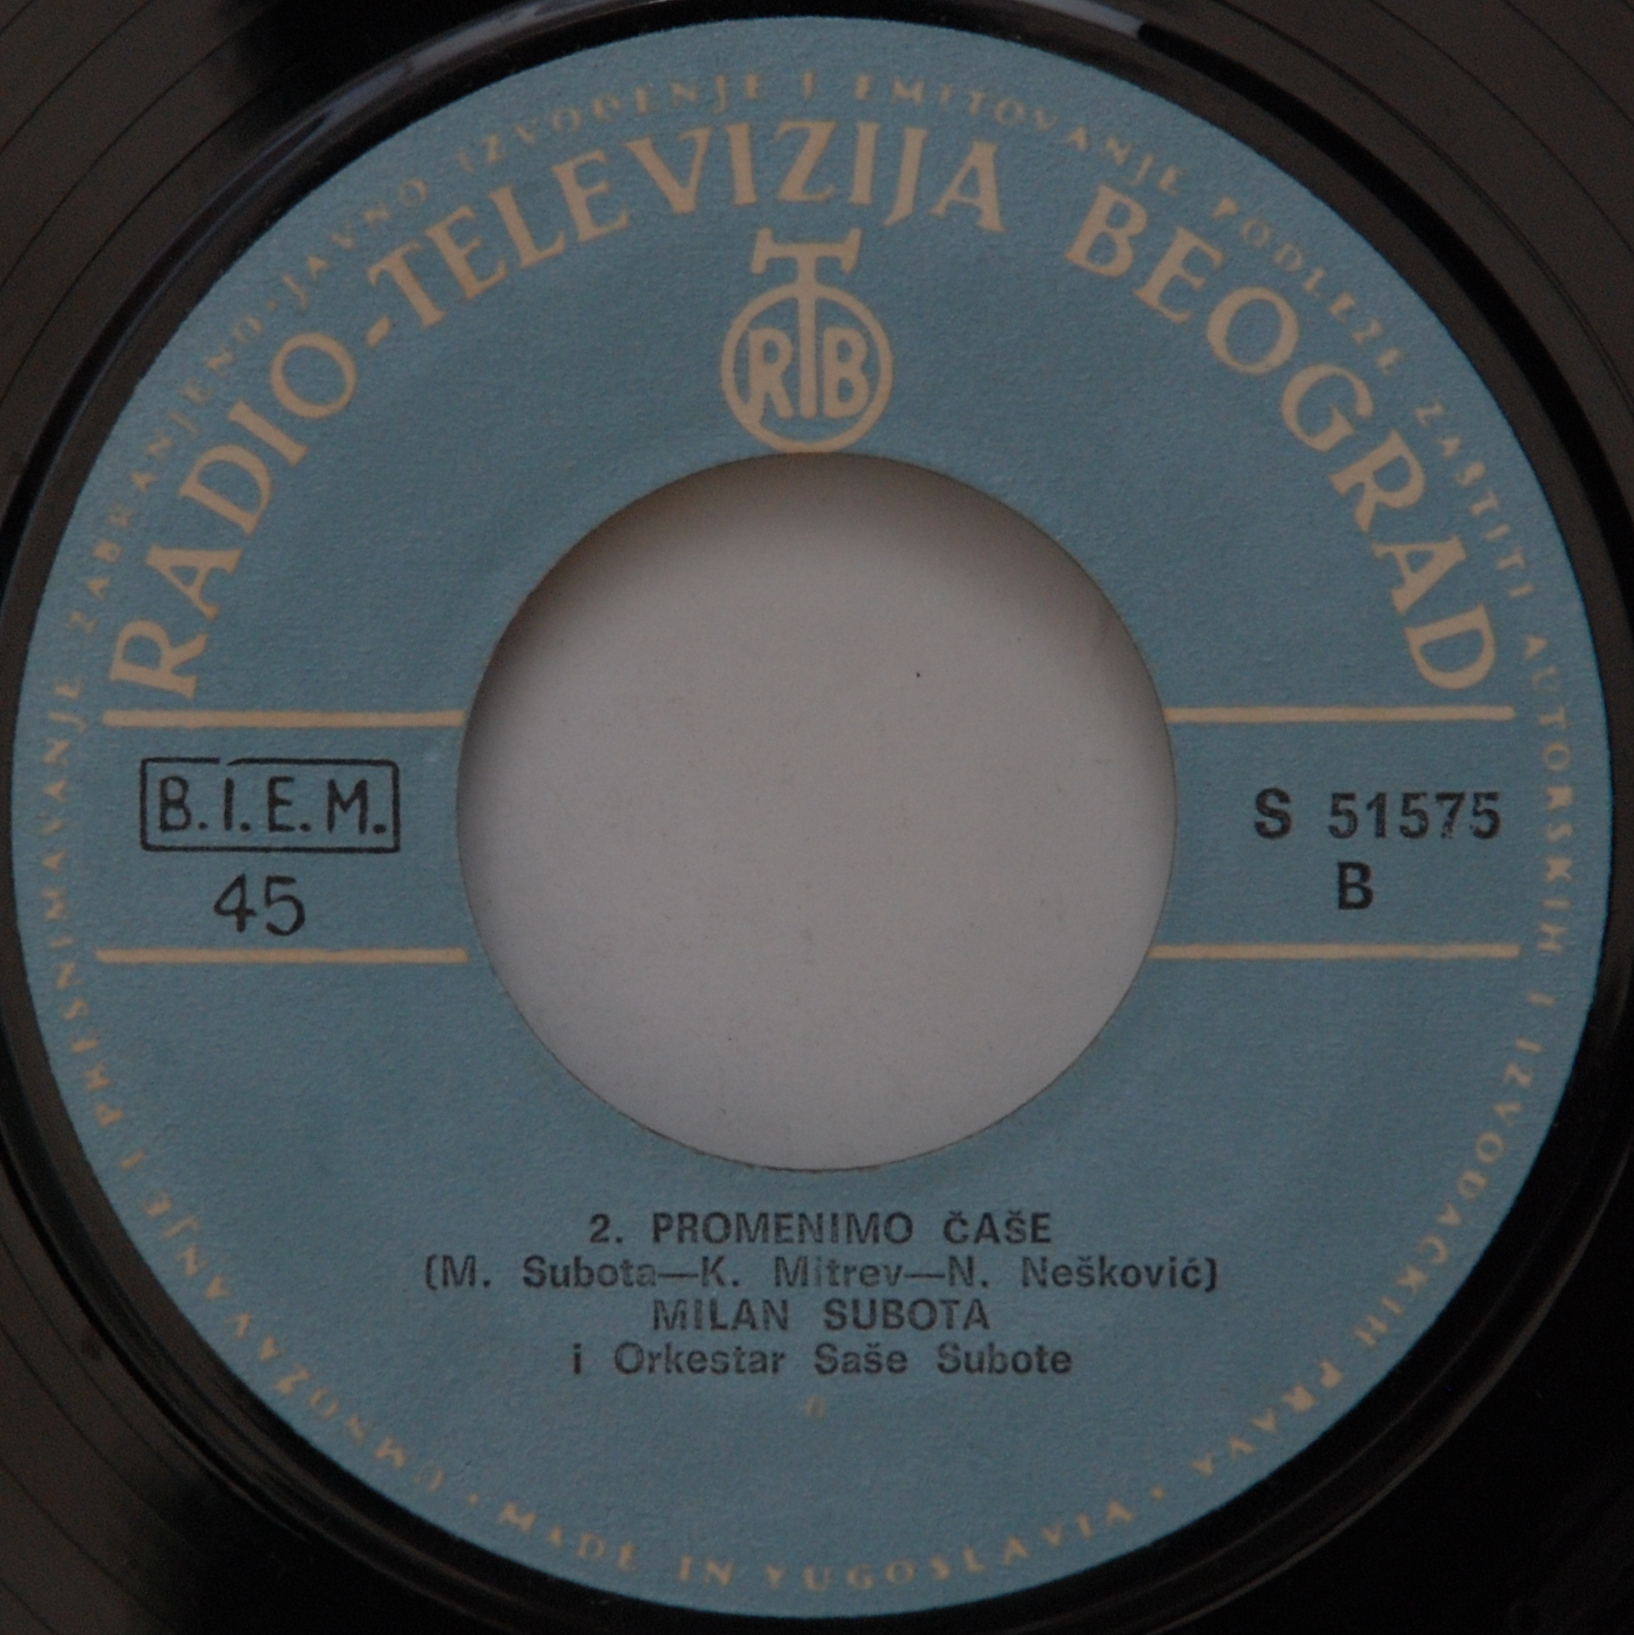 UMNOŽAVANJE I PRESNIMAVANJE ZABRANJENO · JAVNO IZVOĐENJE I EMITOVANJE PODLEŽE ZAŠTITI AUTORSKIH I IZVOĐAČKIH PRAVA · MADE IN YUGOSLAVIA ·
RADIO-TELEVIZIJA BEOGRAD
RTB
B.I.E.M.
45
S 51575
B
2. PROMENIMO ČAŠE
(M. Subota—K. Mitrev—N. Nešković)
MILAN SUBOTA
i Orkestar Saše Subote